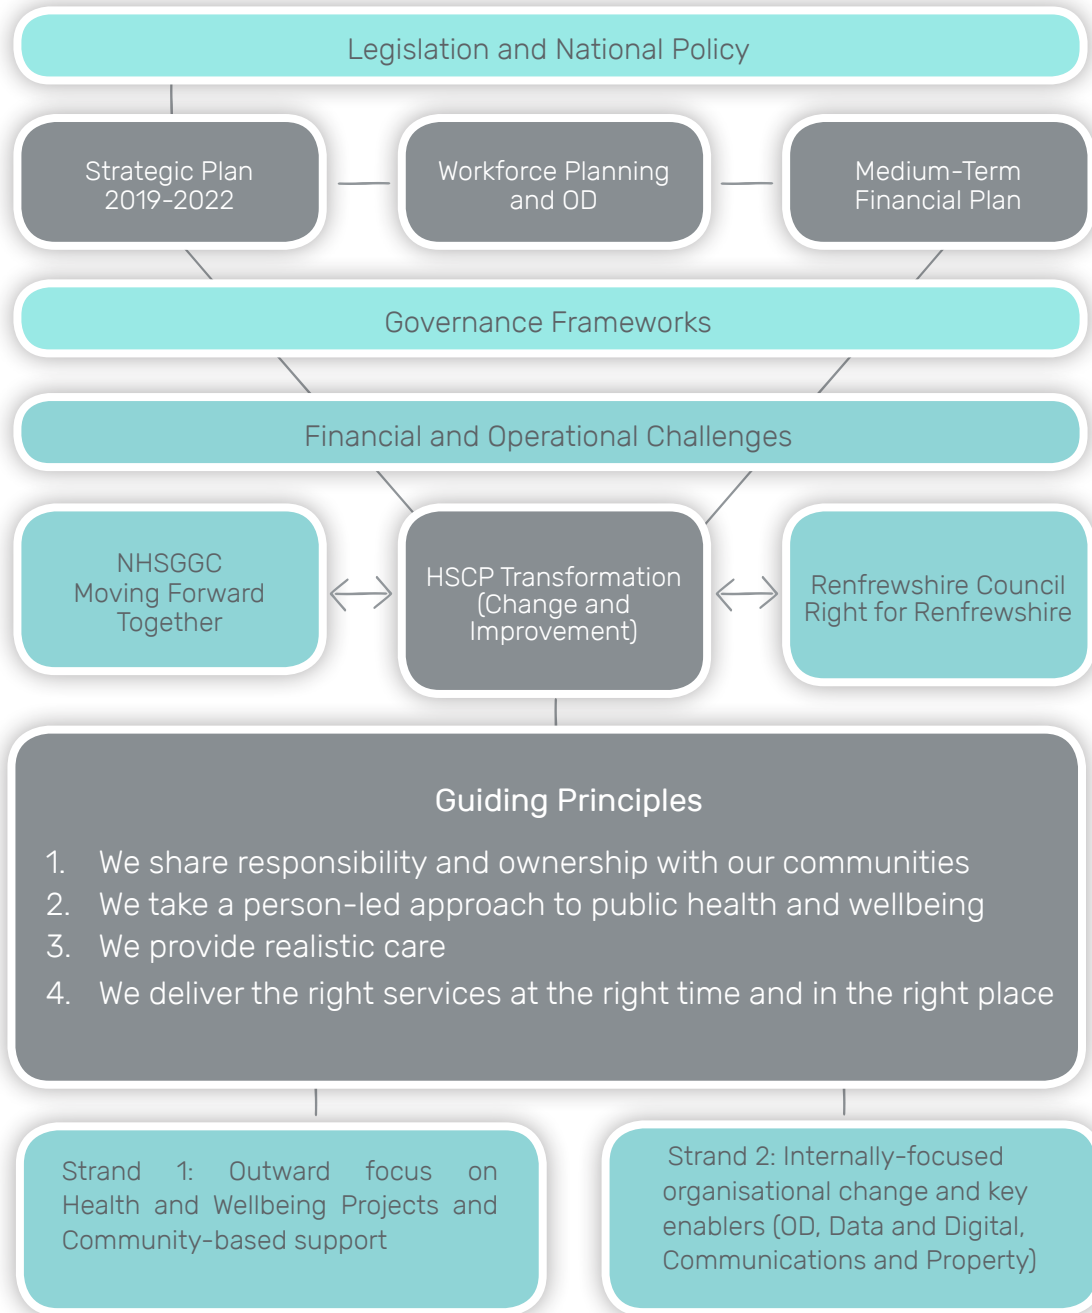 Legislation and National Policy
Strategic Plan
2019-2022
Workforce Planning
and OD
Medium-Term
Financial Plan
Governance Frameworks
Financial and Operational Challenges
NHSGGC
Moving Forward
Together
HSCP Transformation
(Change and
Improvement)
Renfrewshire Council
Right for Renfrewshire
Guiding Principles
1. We share responsibility and ownership with our communities
2. We take a person-led approach to public health and wellbeing
3. We provide realistic care
4. We deliver the right services at the right time and in the right place
Strand 1: Outward focus on
Health and Wellbeing Projects and
Community-based support
Strand 2: Internally-focused
organisational change and key
enablers (OD, Data and Digital,
Communications and Property)